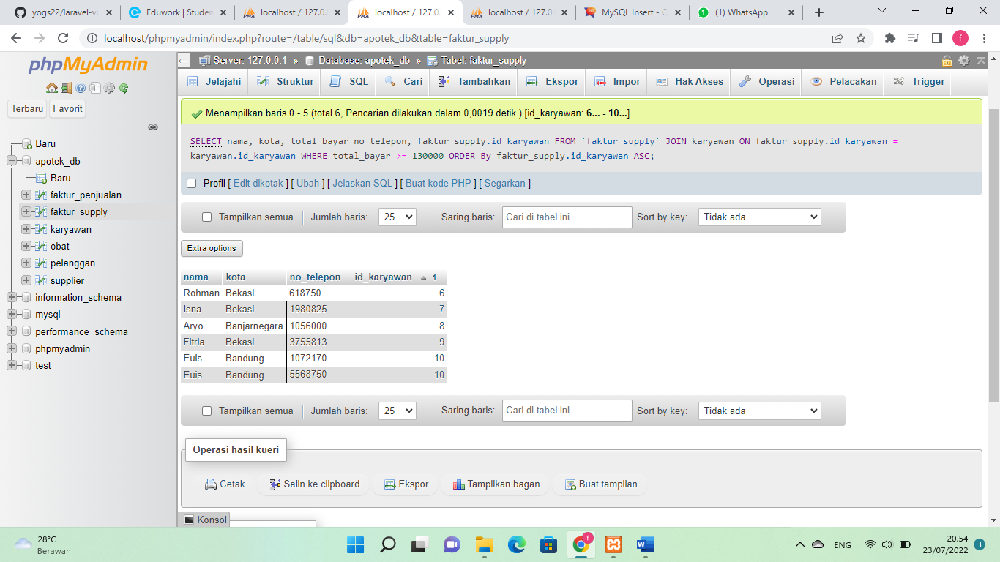 yogs22/laravel-vu
Eduwork | Studen
localhost / 127.0.
localhost / 127.0.
localhost / 127.0.
MySQL Insert - C
(1) WhatsApp
localhost/phpmyadmin/index.php?route=/table/sql&db=apotek_db&table=faktur_supply
f
phpMyAdmin
Terbaru
Favorit
Baru
apotek_db
Baru
faktur_penjualan
faktur_supply
karyawan
obat
pelanggan
supplier
information_schema
mysql
performance_schema
phpmyadmin
test
Server: 127.0.0.1 » Database: apotek_db » Tabel: faktur_supply
Jelajahi Struktur SQL Cari Tambahkan Ekspor Impor Hak Akses Operasi Pelacakan Trigger
Menampilkan baris 0 - 5 (total 6, Pencarian dilakukan dalam 0,0019 detik.) [id_karyawan: 6... - 10...]
SELECT nama, kota, total_bayar no_telepon, faktur_supply.id_karyawan FROM `faktur_supply` JOIN karyawan ON faktur_supply.id_karyawan =
karyawan.id_karyawan WHERE total_bayar >= 130000 ORDER By faktur_supply.id_karyawan ASC;
Profil [ Edit dikotak ] [ Ubah ] [ Jelaskan SQL ] [ Buat kode PHP ] [ Segarkan ]
Tampilkan semua Jumlah baris: 25 Saring baris: Cari di tabel ini Sort by key: Tidak ada
Extra options
nama kota no_telepon id_karyawan 1
Rohman Bekasi 618750 6
Isna Bekasi 1980825 7
Aryo Banjarnegara 1056000 8
Fitria Bekasi 3755813 9
Euis Bandung 1072170 10
Euis Bandung 5568750 10
Tampilkan semua Jumlah baris: 25 Saring baris: Cari di tabel ini Sort by key: Tidak ada
Operasi hasil kueri
Cetak Salin ke clipboard Ekspor Tampilkan bagan Buat tampilan
Konsol
28°C
Berawan
f
ENG
20.54
23/07/2022
3